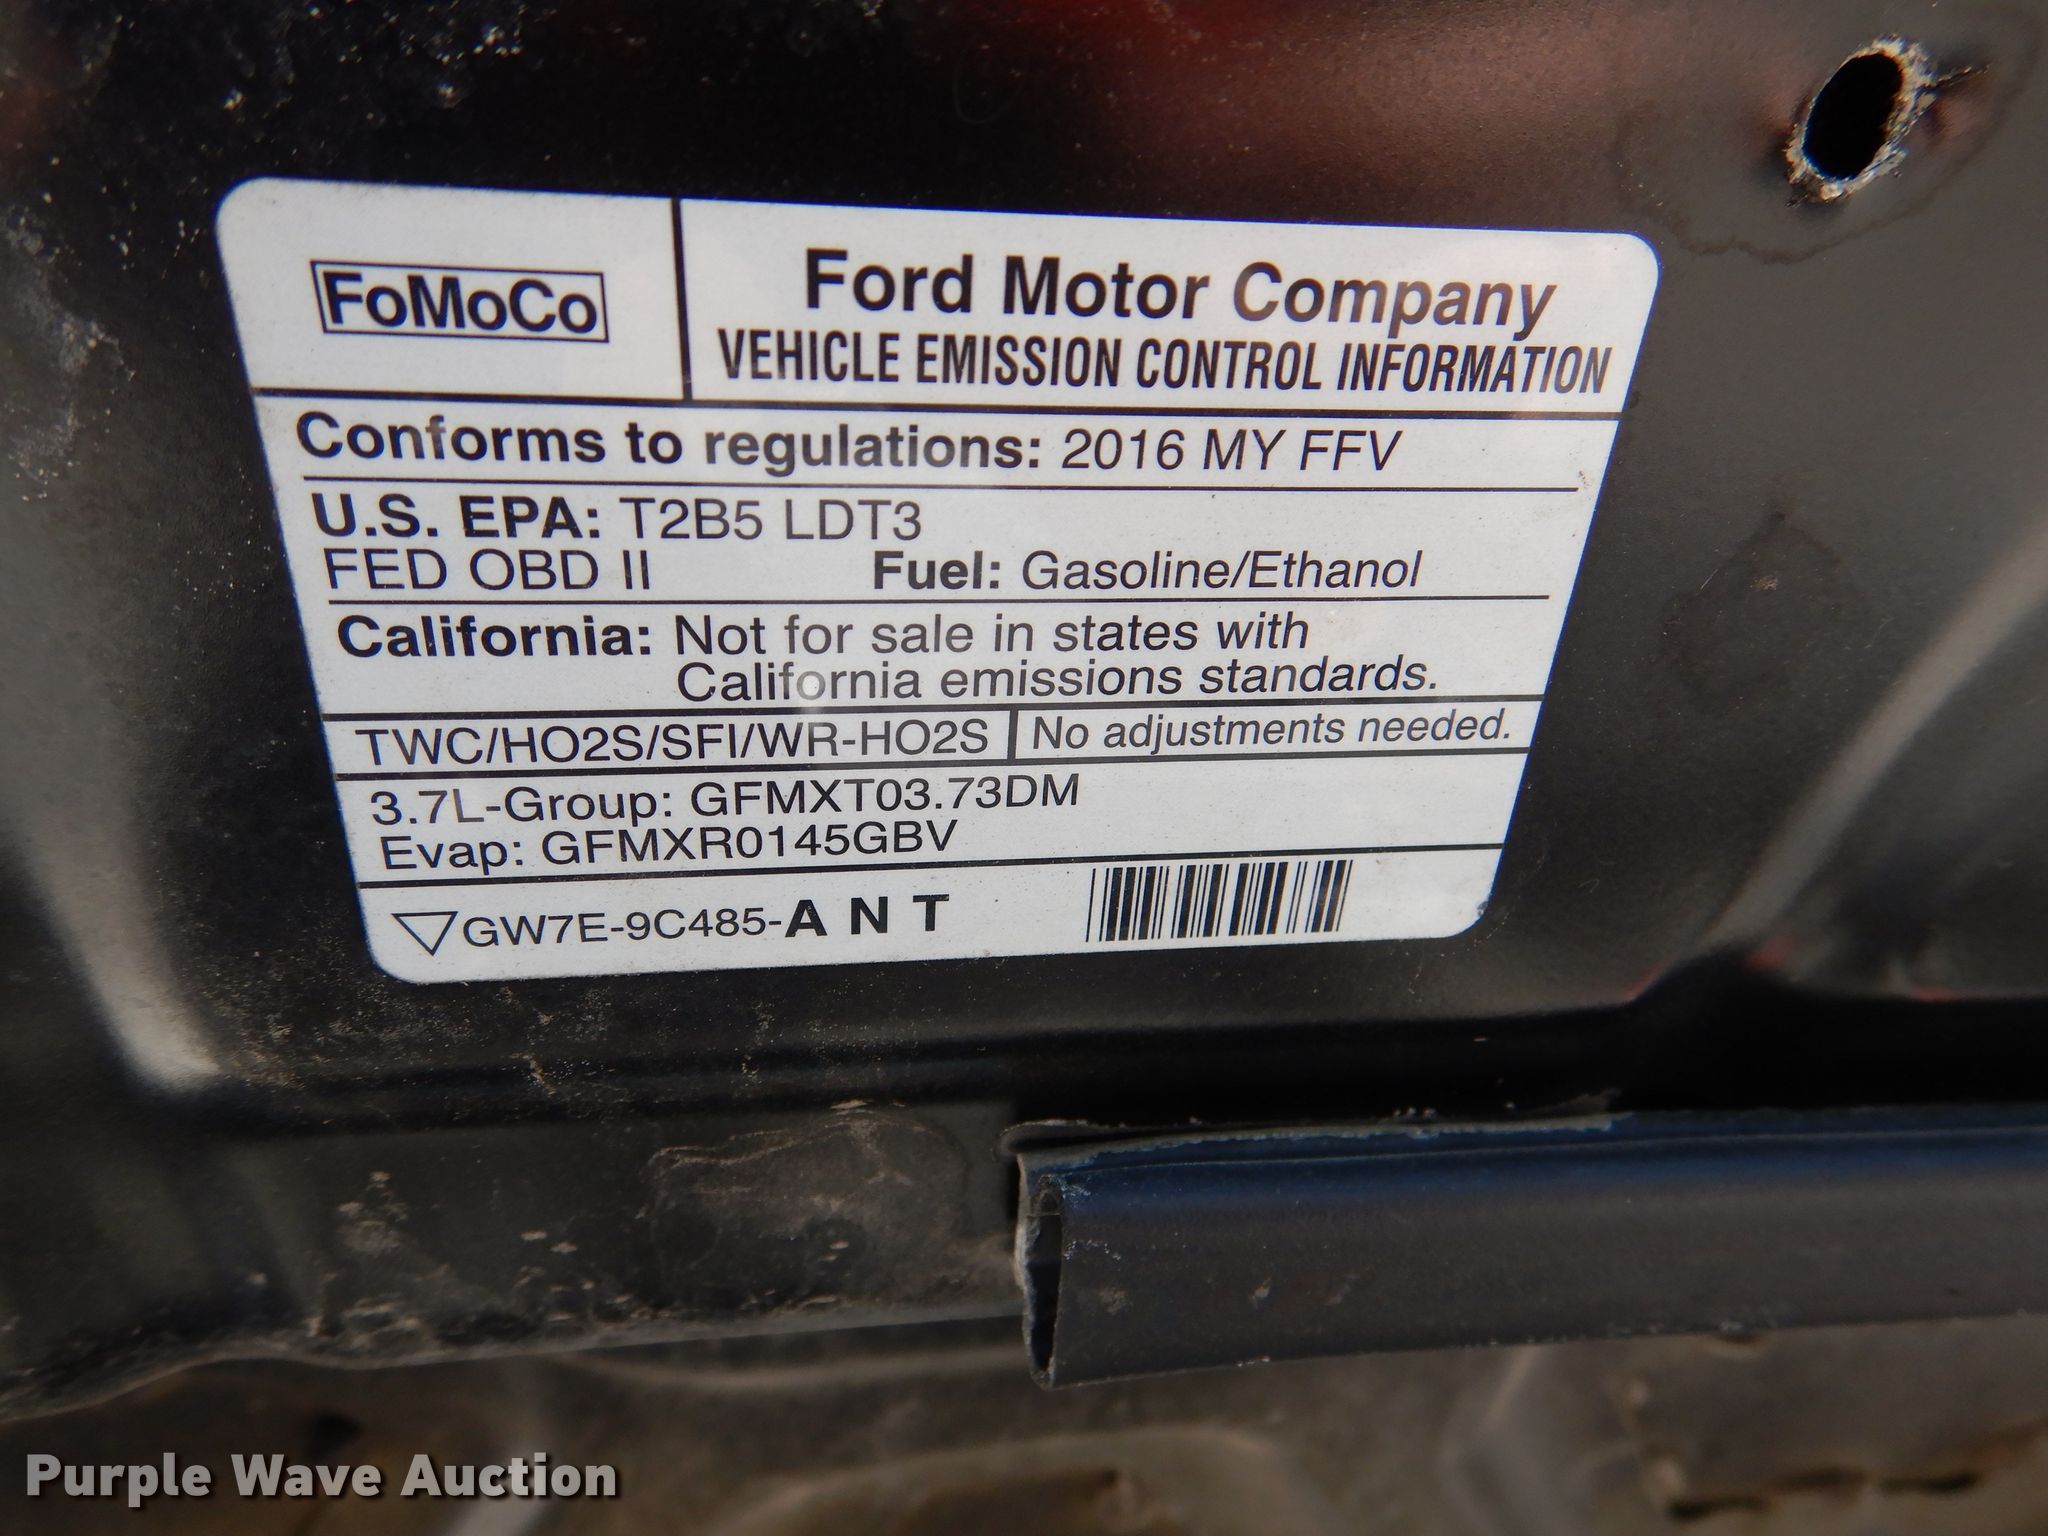 FoMoCo
Ford Motor Company
VEHICLE EMISSION CONTROL INFORMATION
Conforms to regulations: 2016 MY FFV
U.S. EPA: T2B5 LDT3
FED OBD II Fuel: Gasoline/Ethanol
California: Not for sale in states with
California emissions standards.
TWC/HO2S/SFI/WR-HO2S No adjustments needed.
3.7L-Group: GFMXT03.73DM
Evap: GFMXR0145GBV
GW7E-9C485-A N T
Purple Wave Auction